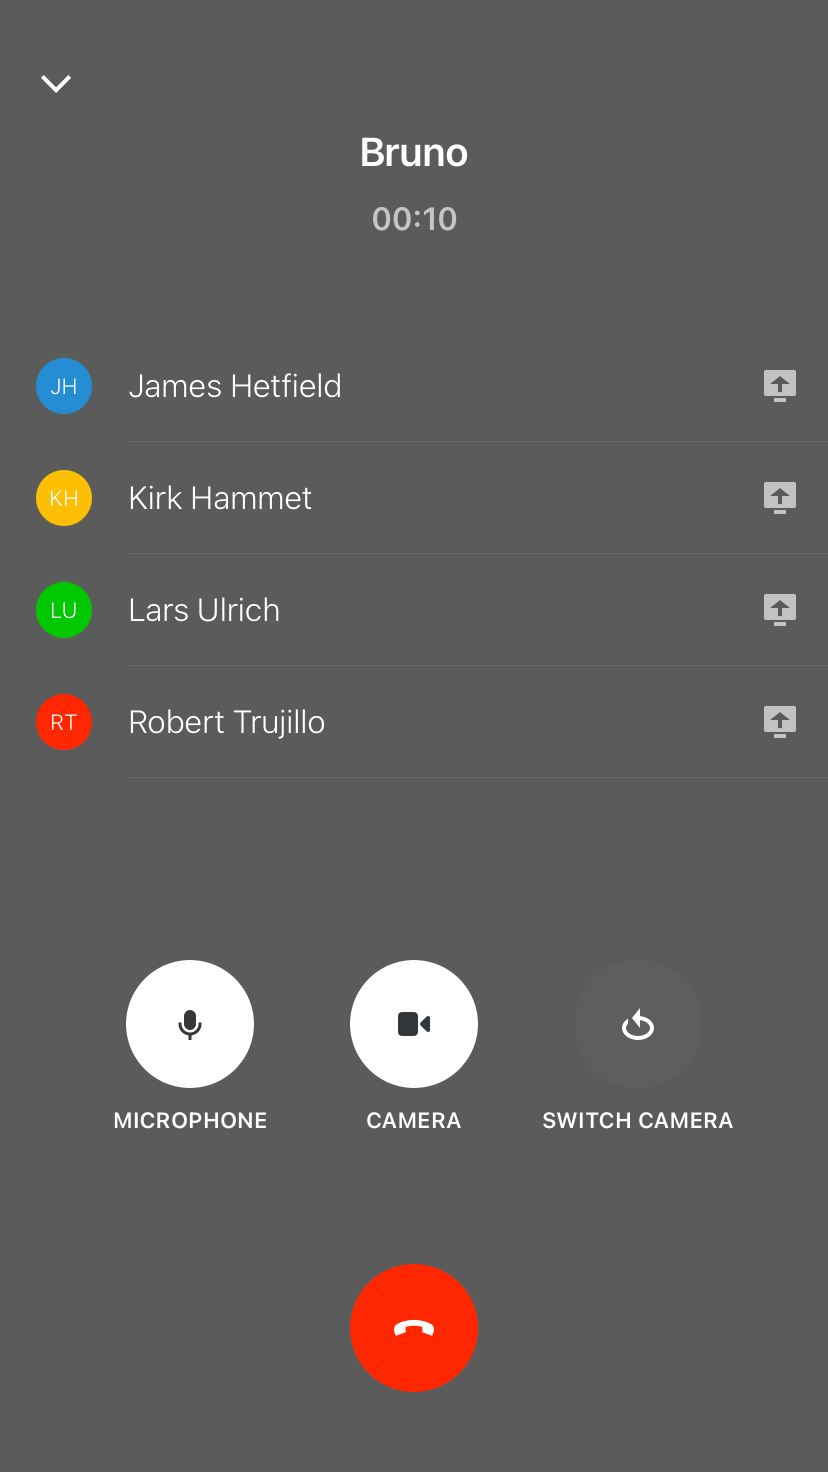 Bruno
00:10
JH James Hetfield
KH Kirk Hammet
LU Lars Ulrich
RT Robert Trujillo
MICROPHONE CAMERA SWITCH CAMERA